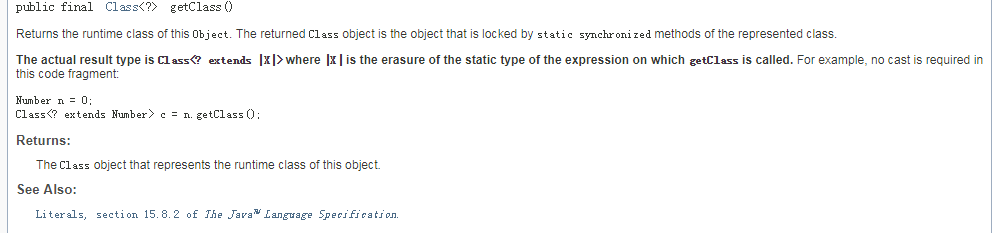 public final Class<?> getClass()
Returns the runtime class of this Object. The returned Class object is the object that is locked by static synchronized methods of the represented class.
The actual result type is Class<? extends |X|> where |X| is the erasure of the static type of the expression on which getClass is called. For example, no cast is required in
this code fragment:
Number n = 0;
Class<? extends Number> c = n.getClass();
Returns:
The Class object that represents the runtime class of this object.
See Also:
Literals, section 15.8.2 of The Java™ Language Specification.